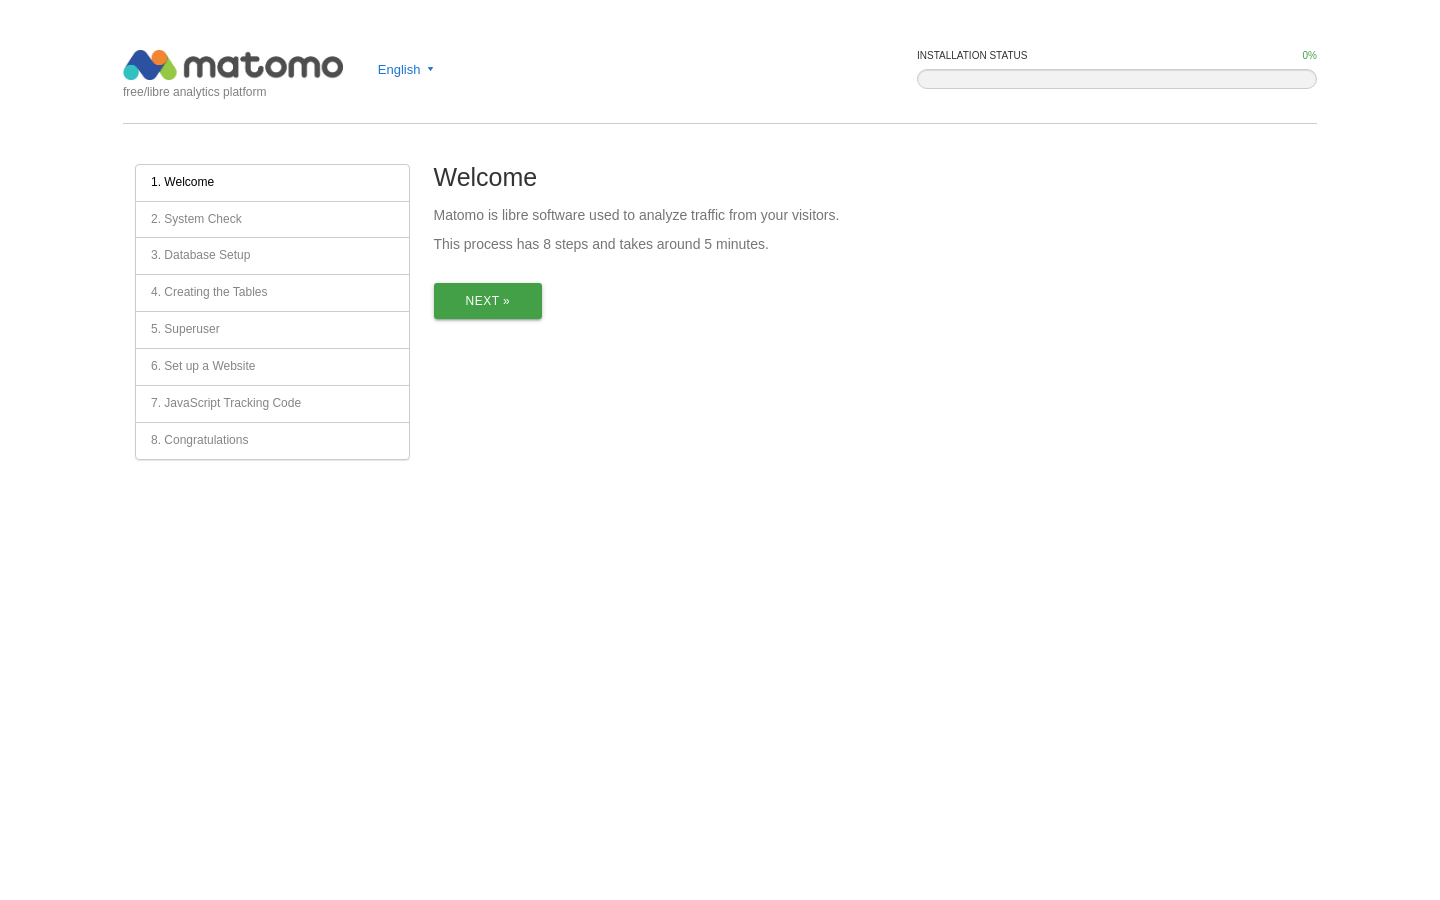 matomo
free/libre analytics platform
English
INSTALLATION STATUS 0%
1. Welcome
2. System Check
3. Database Setup
4. Creating the Tables
5. Superuser
6. Set up a Website
7. JavaScript Tracking Code
8. Congratulations
Welcome
Matomo is libre software used to analyze traffic from your visitors.
This process has 8 steps and takes around 5 minutes.
NEXT »